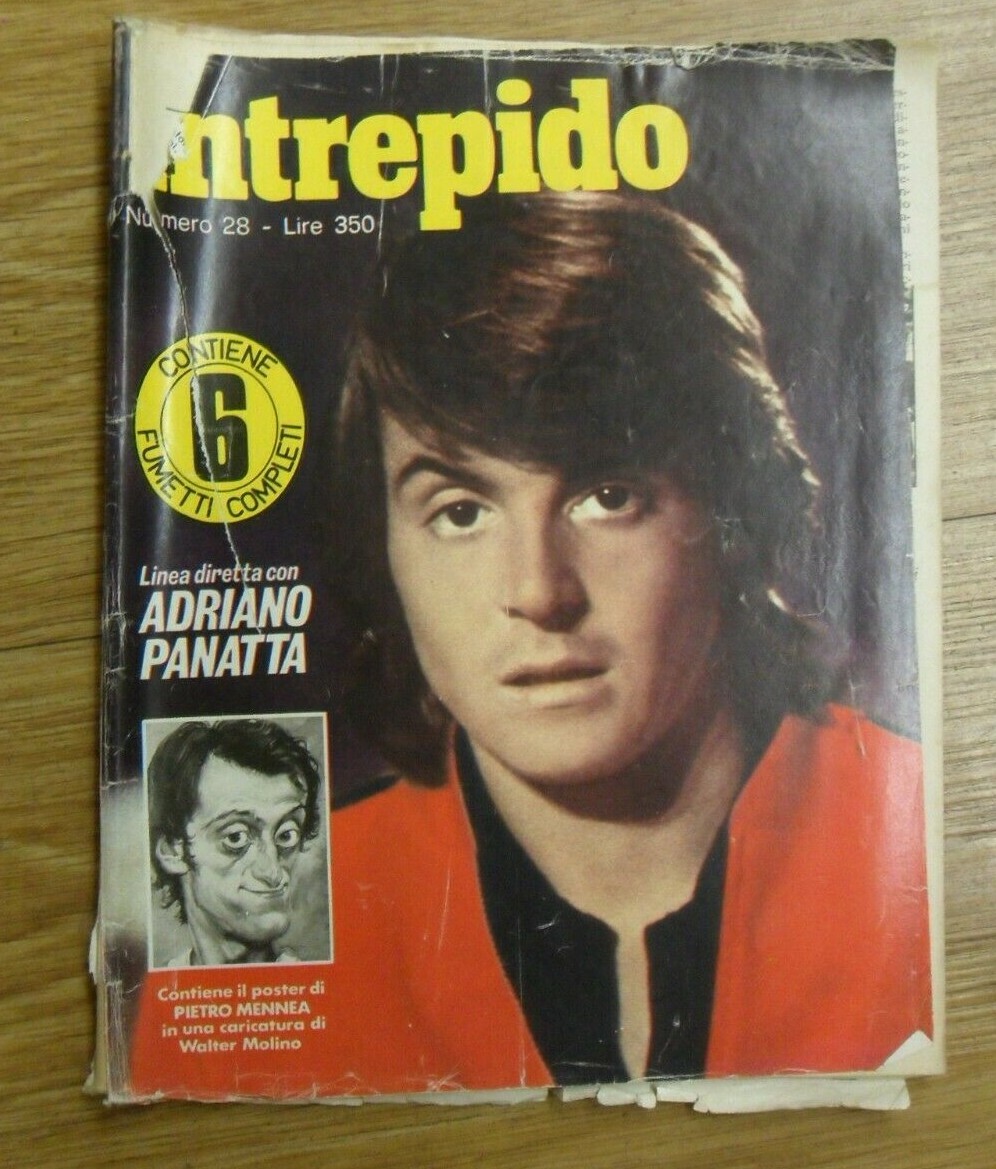 intrepido
Numero 28 - Lire 350
CONTIENE
6
FUMETTI COMPLETI
Linea diretta con
ADRIANO
PANATTA
Contiene il poster di
PIETRO MENNEA
in una caricatura di
Walter Molino